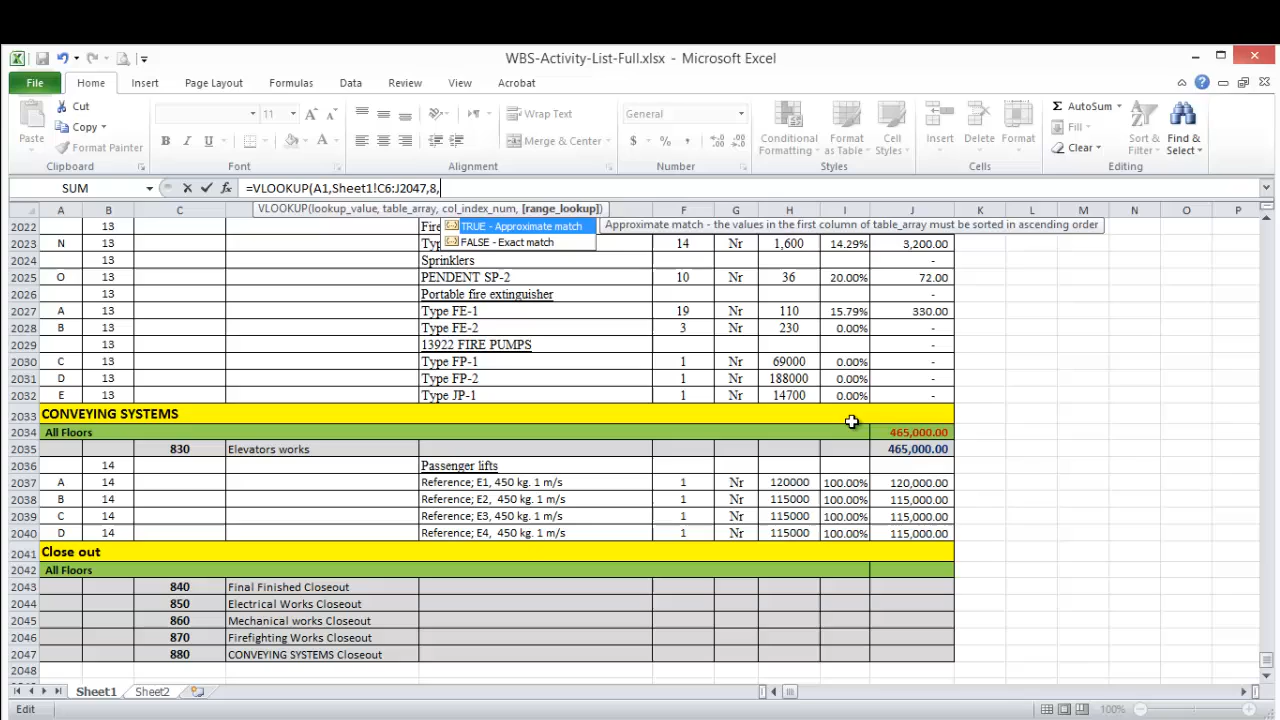 WBS-Activity-List-Full.xlsx - Microsoft Excel
File Home Insert Page Layout Formulas Data Review View Acrobat
Paste Cut Copy Format Painter Clipboard
11 A A B I U A Font
Wrap Text Merge & Center Alignment
General $ % , Number
Conditional Formatting Format as Table Cell Styles Styles
Insert Delete Format Cells
Σ AutoSum Fill Clear Sort & Filter Find & Select Editing
SUM fx =VLOOKUP(A1,Sheet1!C6:J2047,8,
VLOOKUP(lookup_value, table_array, col_index_num, [range_lookup])
TRUE - Approximate match
FALSE - Exact match
Approximate match - the values in the first column of table_array must be sorted in ascending order
A B C F G H I J K L M N O P
2022 13 Fire
2023 N 13 Typ 14 Nr 1,600 14.29% 3,200.00
2024 13 Sprinklers -
2025 O 13 PENDENT SP-2 10 Nr 36 20.00% 72.00
2026 13 Portable fire extinguisher -
2027 A 13 Type FE-1 19 Nr 110 15.79% 330.00
2028 B 13 Type FE-2 3 Nr 230 0.00% -
2029 13 13922 FIRE PUMPS -
2030 C 13 Type FP-1 1 Nr 69000 0.00% -
2031 D 13 Type FP-2 1 Nr 188000 0.00% -
2032 E 13 Type JP-1 1 Nr 14700 0.00% -
2033 CONVEYING SYSTEMS
2034 All Floors 465,000.00
2035 830 Elevators works 465,000.00
2036 14 Passenger lifts
2037 A 14 Reference; E1, 450 kg. 1 m/s 1 Nr 120000 100.00% 120,000.00
2038 B 14 Reference; E2, 450 kg. 1 m/s 1 Nr 115000 100.00% 115,000.00
2039 C 14 Reference; E3, 450 kg. 1 m/s 1 Nr 115000 100.00% 115,000.00
2040 D 14 Reference; E4, 450 kg. 1 m/s 1 Nr 115000 100.00% 115,000.00
2041 Close out
2042 All Floors
2043 840 Final Finished Closeout
2044 850 Electrical Works Closeout
2045 860 Mechanical works Closeout
2046 870 Firefighting Works Closeout
2047 880 CONVEYING SYSTEMS Closeout
2048
Sheet1 Sheet2
Edit 100%